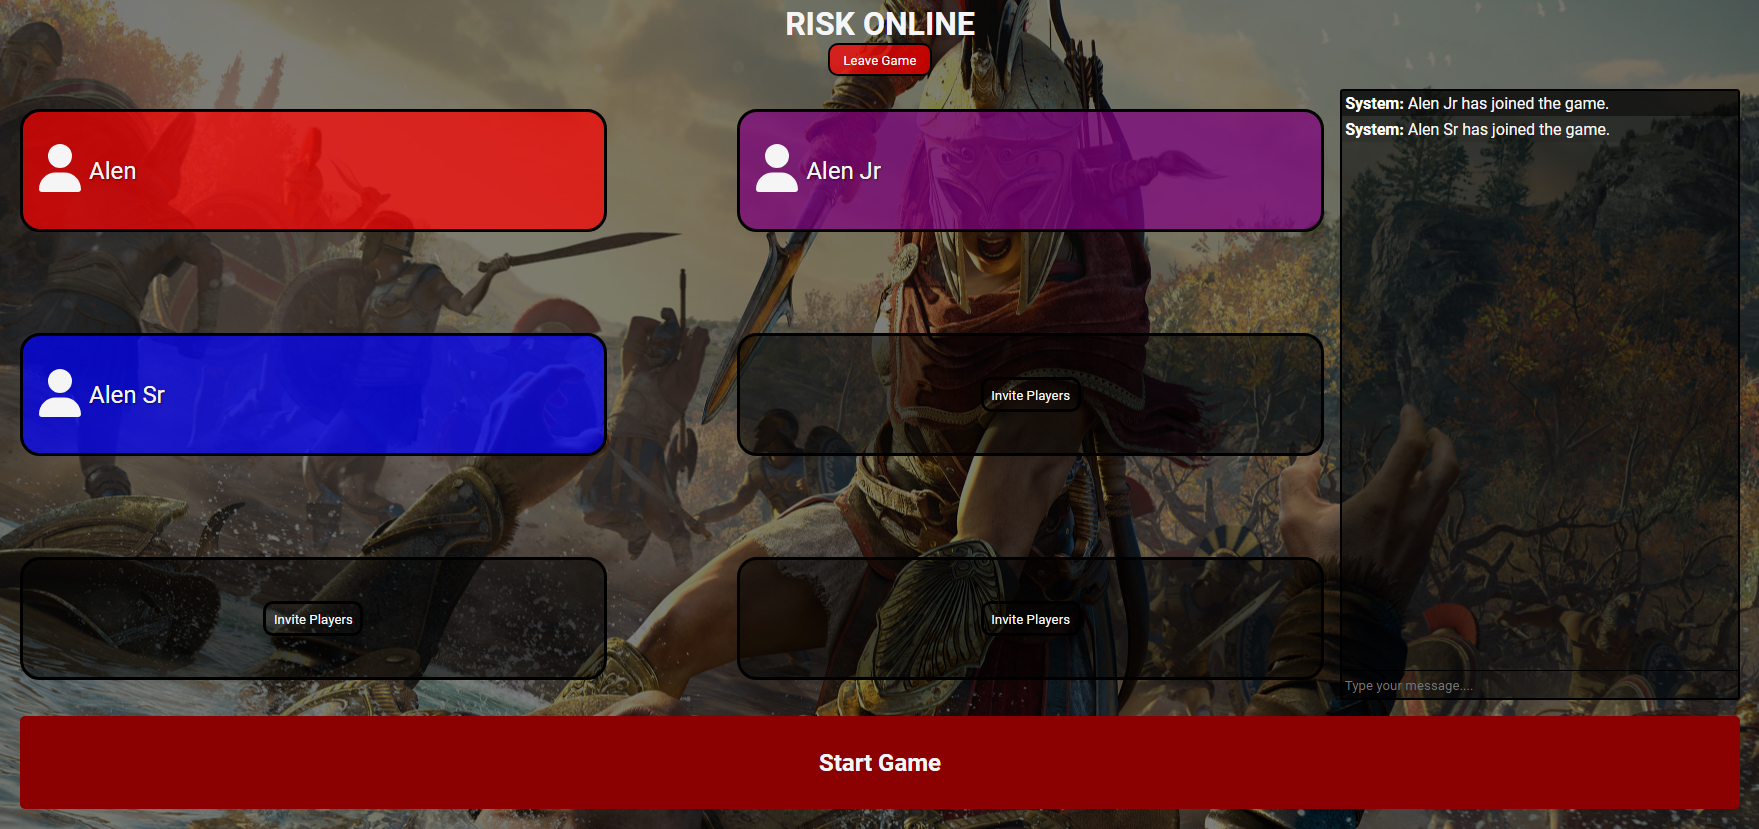 RISK ONLINE
Leave Game
Alen
Alen Jr
Alen Sr
Invite Players
Invite Players
Invite Players
System: Alen Jr has joined the game.
System: Alen Sr has joined the game.
Type your message....
Start Game